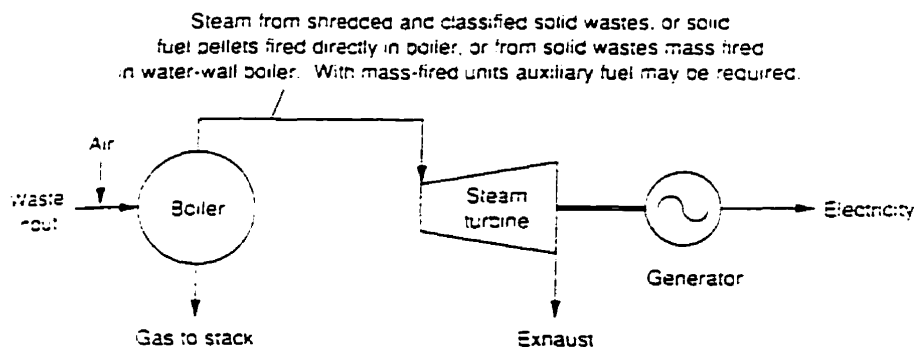 Steam from shredded and classified solid wastes, or solid
fuel pellets fired directly in boiler, or from solid wastes mass fired
in water-wall boiler. With mass-fired units auxiliary fuel may be required.
Air
Waste
input
Boiler
Steam
turbine
Electricity
Generator
Gas to stack
Exhaust